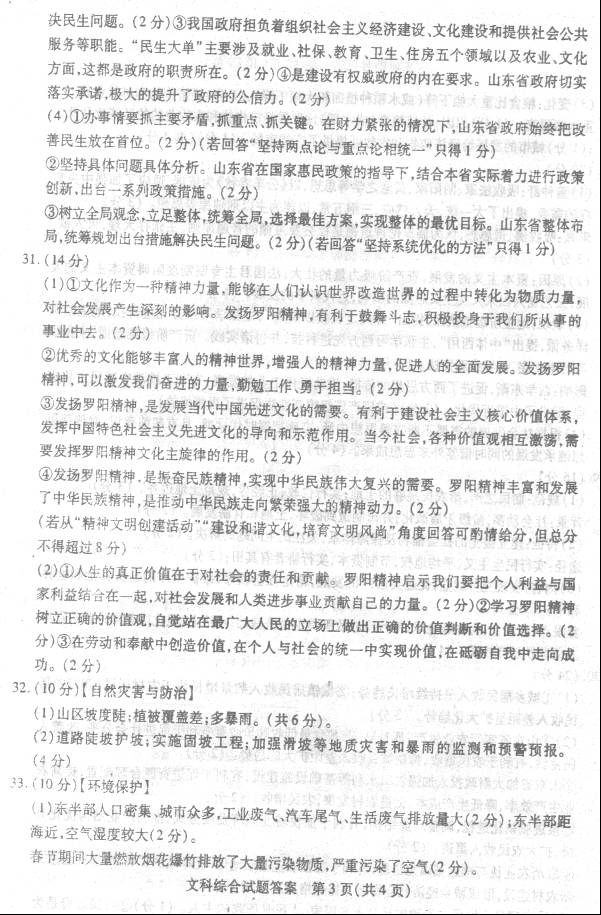 决民生问题。(2分)③我国政府担负着组织社会主义经济建设、文化建设和提供社会公共
服务等职能。“民生大单”主要涉及就业、社保、教育、卫生、住房五个领域以及农业、文化
方面,这都是政府的职责所在。(2分)④是建设有权威政府的内在要求。山东省政府切实
落实承诺,极大的提升了政府的公信力。(2分)
(4)①办事情要抓主要矛盾,抓重点、抓关键。在财力紧张的情况下,山东省政府始终把改
善民生放在首位。(2分)(若回答“坚持两点论与重点论相统一”只得1分)
②坚持具体问题具体分析。山东省在国家惠民政策的指导下,结合本省实际着力进行政策
创新,出台一系列政策措施。(2分)
③树立全局观念,立足整体,统筹全局,选择最佳方案,实现整体的最优目标。山东省整体布
局,统筹规划出台措施解决民生问题。(2分)(若回答“坚持系统优化的方法”只得1分)
31.(14分)
(1)①文化作为一种精神力量,能够在人们认识世界改造世界的过程中转化为物质力量,
对社会发展产生深刻的影响。发扬罗阳精神,有利于鼓舞斗志,积极投身于我们所从事的
事业中去。(2分)
②优秀的文化能够丰富人的精神世界,增强人的精神力量,促进人的全面发展。发扬罗阳
精神,可以激发我们奋进的力量,勤勉工作、勇于担当。(2分)
③发扬罗阳精神,是发展当代中国先进文化的需要。有利于建设社会主义核心价值体系,
发挥中国特色社会主义先进文化的导向和示范作用。当今社会,各种价值观相互激荡,需
要发挥罗阳精神文化主旋律的作用。(2分)
④发扬罗阳精神,是振奋民族精神,实现中华民族伟大复兴的需要。罗阳精神丰富和发展
了中华民族精神,是推动中华民族走向繁荣强大的精神动力。(2分)
(若从“精神文明创建活动”“建设和谐文化,培育文明风尚”角度回答可酌情给分,但总分
不得超过8分)
(2)①人生的真正价值在于对社会的责任和贡献。罗阳精神启示我们要把个人利益与国
家利益结合在一起,对社会发展和人类进步事业贡献自己的力量。(2分)②学习罗阳精神
树立正确的价值观,自觉站在最广大人民的立场上做出正确的价值判断和价值选择。(2
分)③在劳动和奉献中创造价值,在个人与社会的统一中实现价值,在砥砺自我中走向成
功。(2分)
32.(10分)【自然灾害与防治】
(1)山区坡度陡;植被覆盖差;多暴雨。(共6分)。
(2)道路陡坡护坡;实施固坡工程;加强滑坡等地质灾害和暴雨的监测和预警预报。
(4分)
33.(10分)【环境保护】
(1)东半部人口密集、城市众多,工业废气、汽车尾气、生活废气排放量大(2分);东半部距
海近,空气湿度较大(2分)。
春节期间大量燃放烟花爆竹排放了大量污染物质,严重污染了空气(2分)。
文科综合试题答案 第3页(共4页)